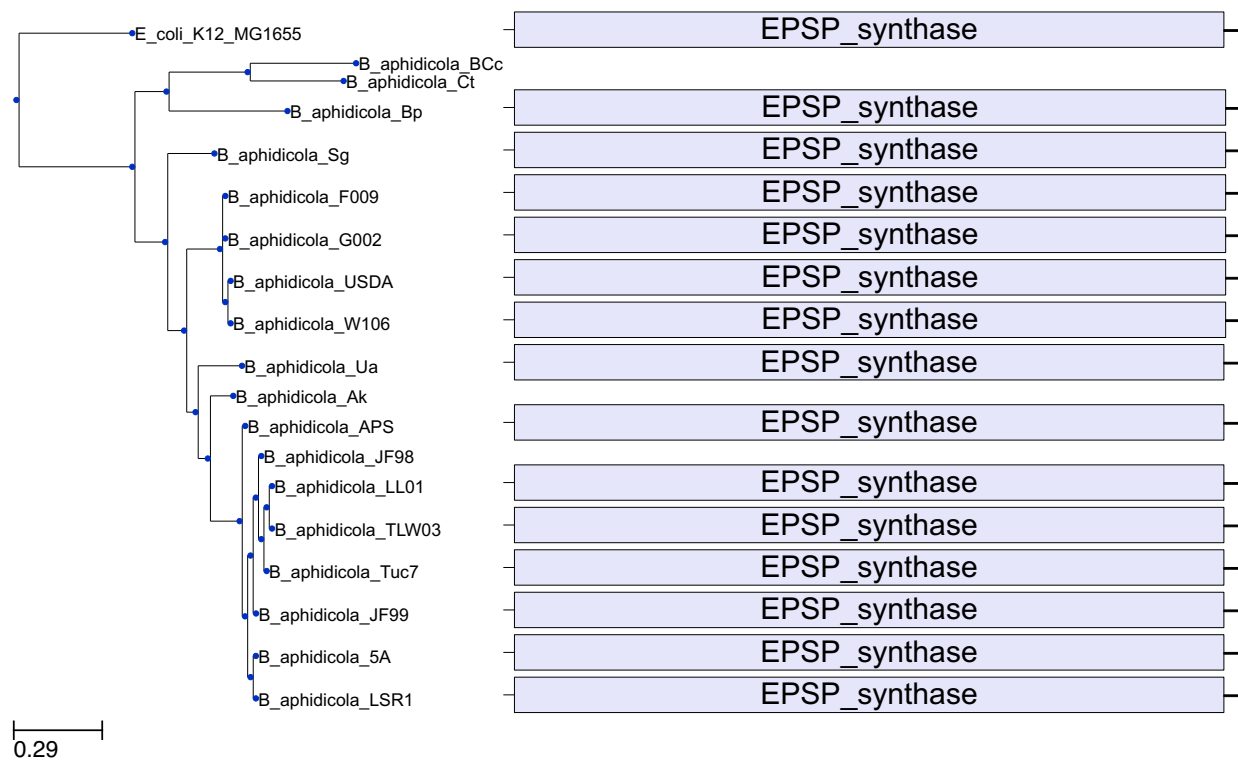 E_coli_K12_MG1655 EPSP_synthase
B_aphidicola_BCc
B_aphidicola_Ct
B_aphidicola_Bp EPSP_synthase
B_aphidicola_Sg EPSP_synthase
B_aphidicola_F009 EPSP_synthase
B_aphidicola_G002 EPSP_synthase
B_aphidicola_USDA EPSP_synthase
B_aphidicola_W106 EPSP_synthase
B_aphidicola_Ua EPSP_synthase
B_aphidicola_Ak
B_aphidicola_APS EPSP_synthase
B_aphidicola_JF98
B_aphidicola_LL01 EPSP_synthase
B_aphidicola_TLW03 EPSP_synthase
B_aphidicola_Tuc7 EPSP_synthase
B_aphidicola_JF99 EPSP_synthase
B_aphidicola_5A EPSP_synthase
B_aphidicola_LSR1 EPSP_synthase
0.29